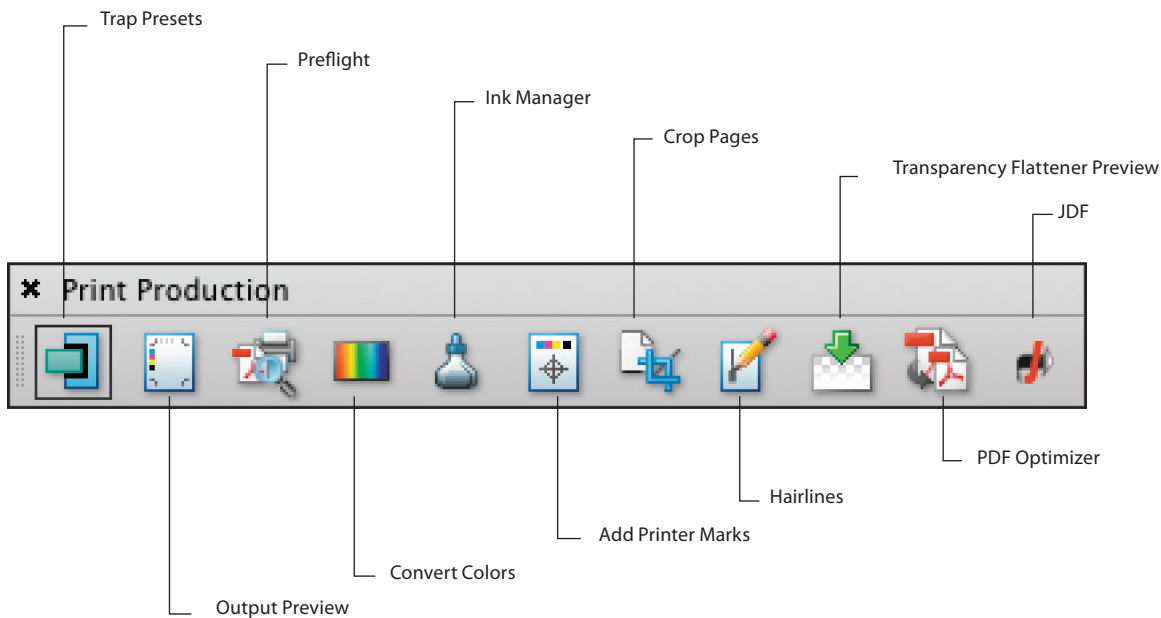 Trap Presets
Preflight
Ink Manager
Crop Pages
Transparency Flattener Preview
JDF
Print Production
PDF Optimizer
Hairlines
Add Printer Marks
Convert Colors
Output Preview